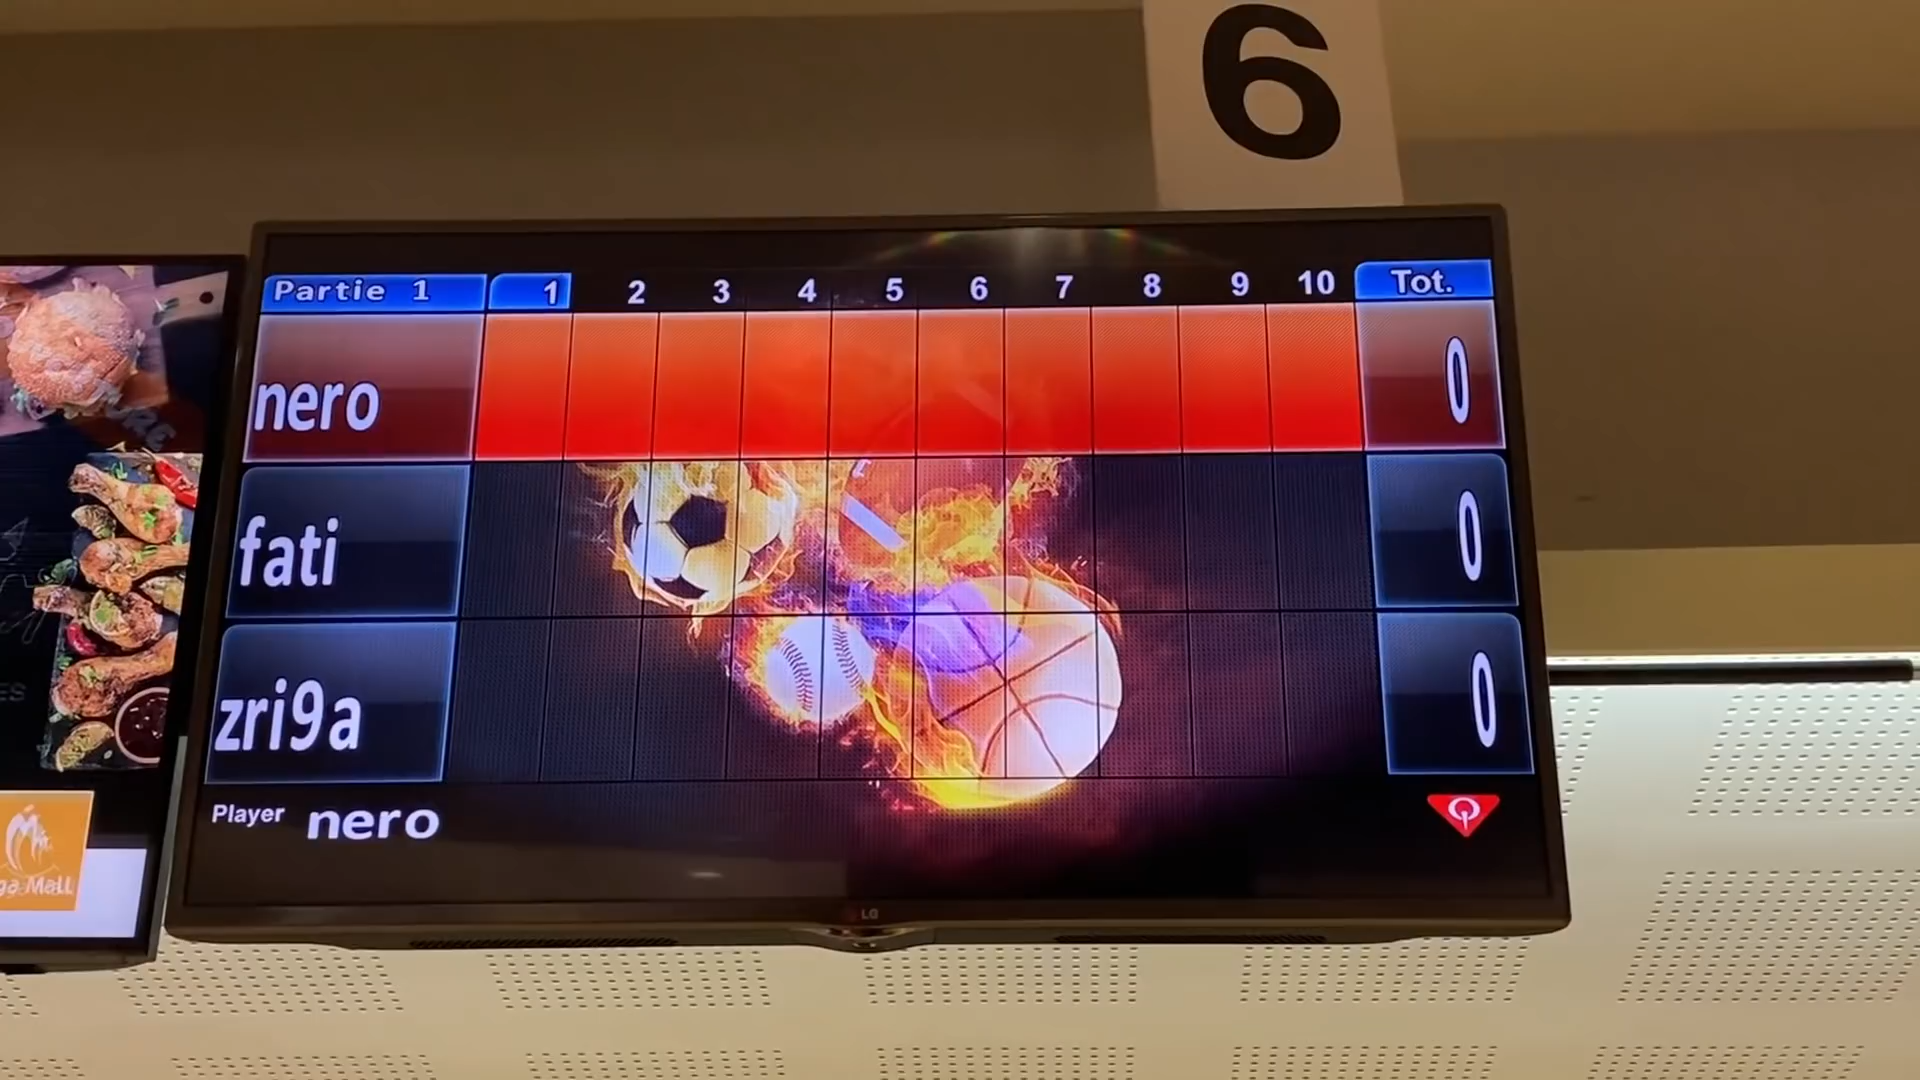 6
Partie 1 1 2 3 4 5 6 7 8 9 10 Tot.
nero 0
fati 0
zri9a 0
Player nero
LG
Mall